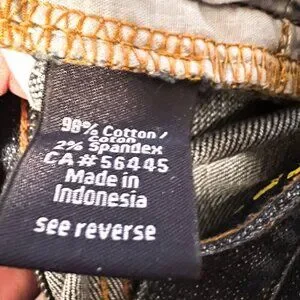 98% Cotton/
Coton
2% Spandex
CA#56445
Made in
Indonesia
see reverse